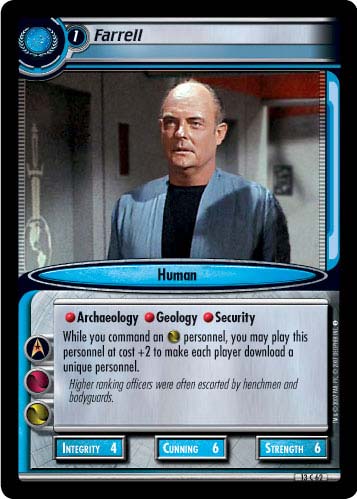 1 Farrell
Human
Archaeology Geology Security
While you command an personnel, you may play this
personnel at cost +2 to make each player download a
unique personnel.
Higher ranking officers were often escorted by henchmen and
bodyguards.
INTEGRITY 4 CUNNING 6 STRENGTH 6
13 C 62